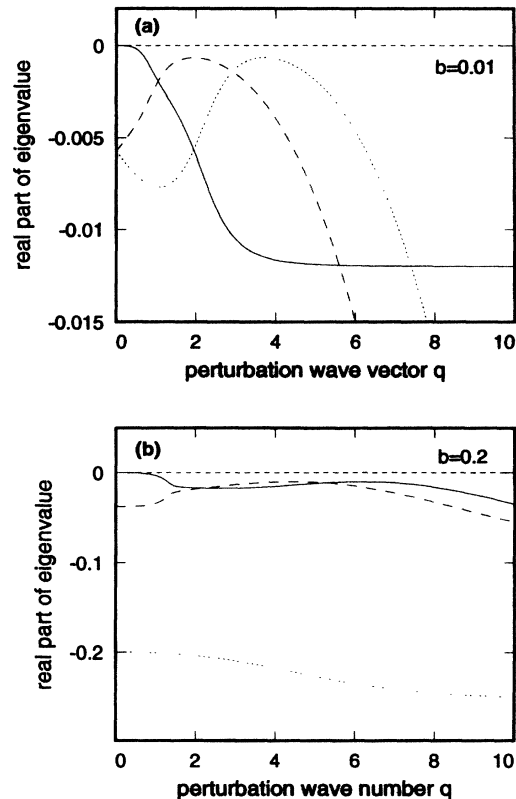 (a)
b=0.01
real part of eigenvalue
0
-0.005
-0.01
-0.015
0 2 4 6 8 10
perturbation wave vector q
(b)
b=0.2
real part of eigenvalue
0
-0.1
-0.2
0 2 4 6 8 10
perturbation wave number q